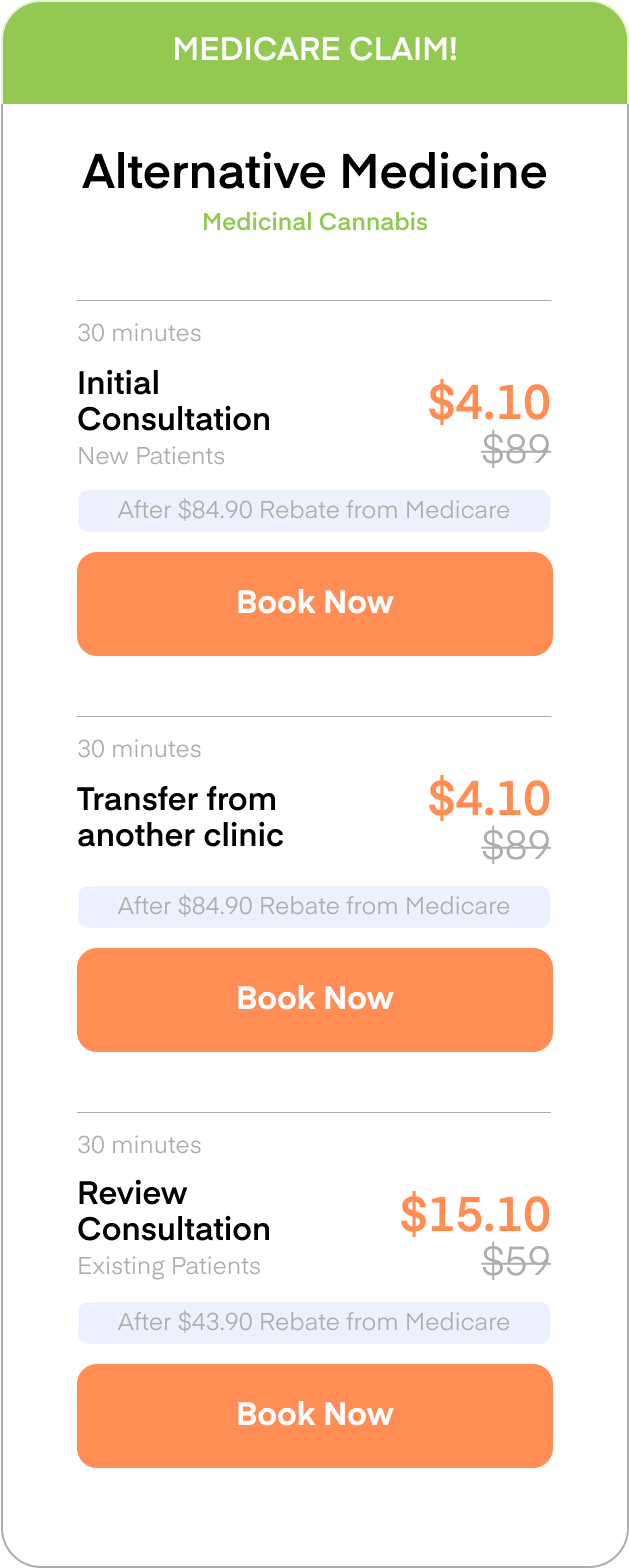 MEDICARE CLAIM!
Alternative Medicine
Medicinal Cannabis
30 minutes
Initial
Consultation
New Patients
$4.10
$89
After $84.90 Rebate from Medicare
Book Now
30 minutes
Transfer from
another clinic
$4.10
$89
After $84.90 Rebate from Medicare
Book Now
30 minutes
Review
Consultation
Existing Patients
$15.10
$59
After $43.90 Rebate from Medicare
Book Now